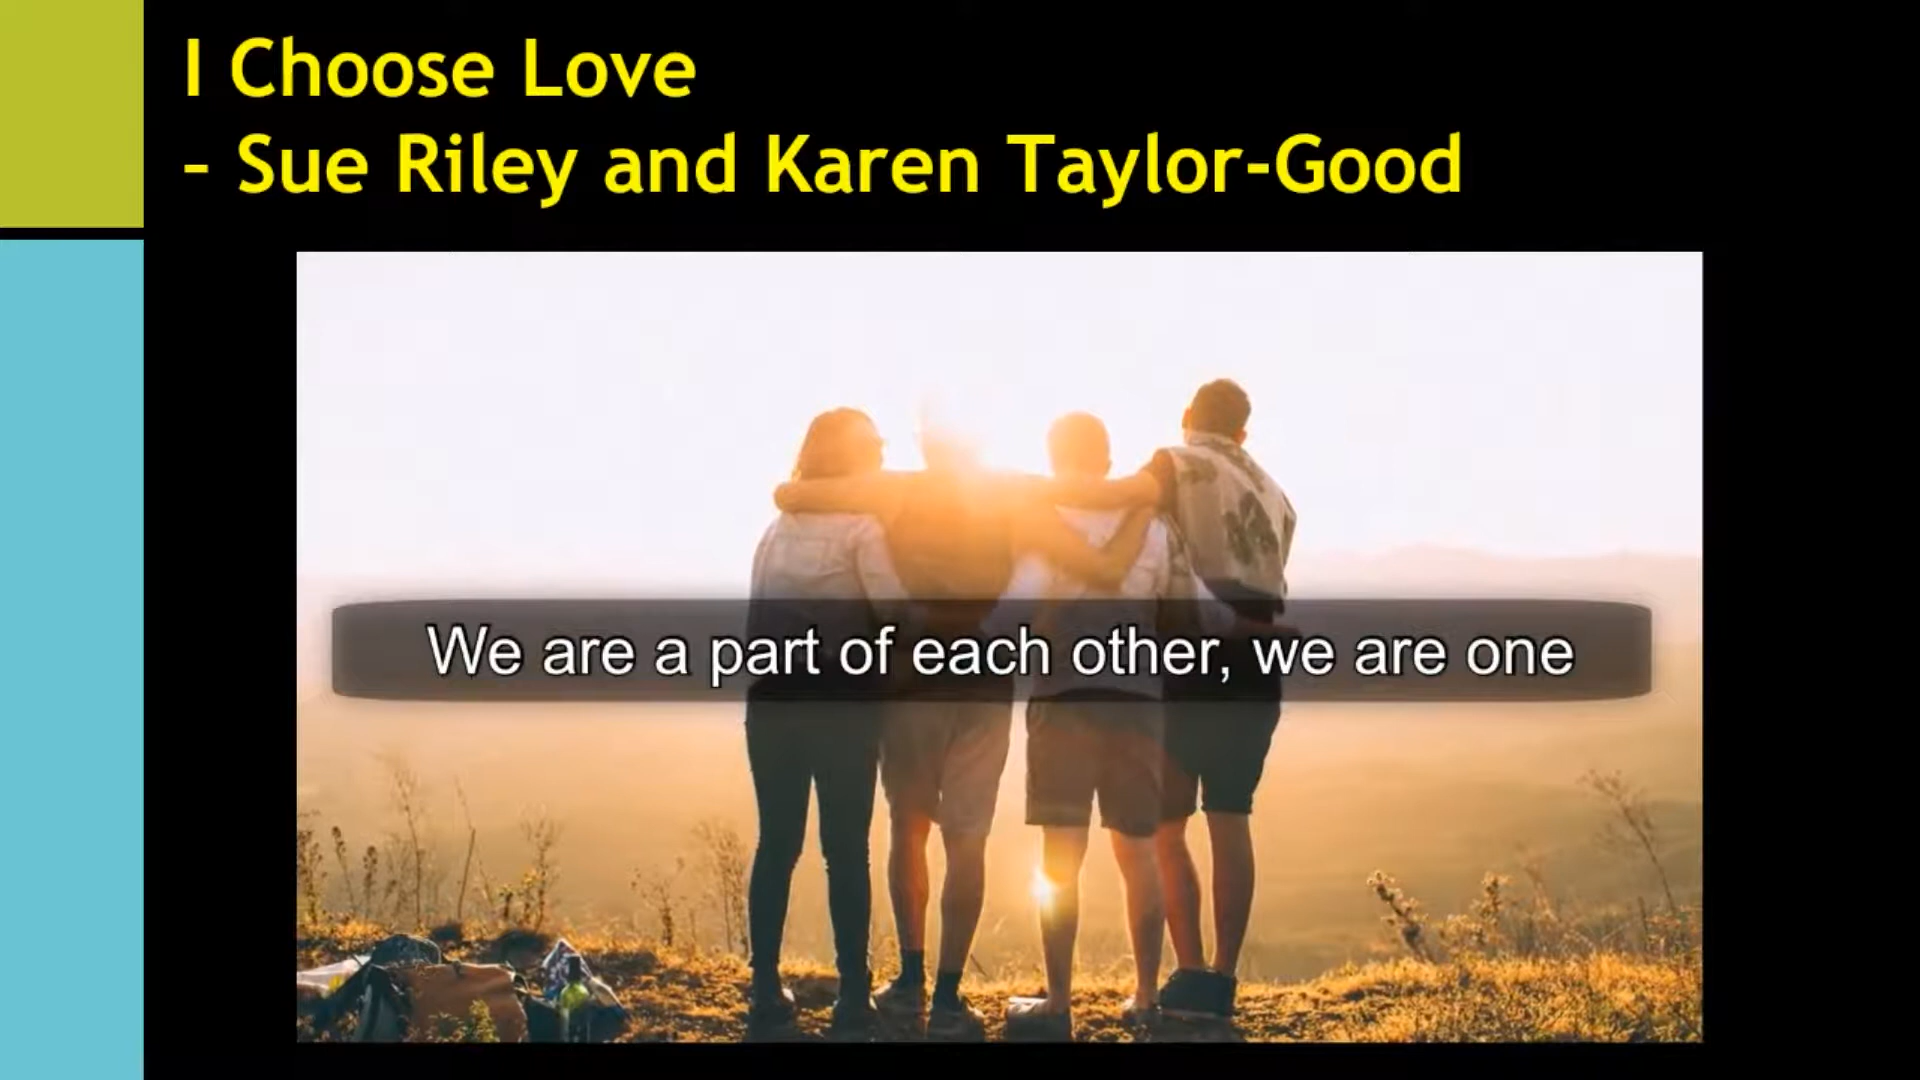 I Choose Love
– Sue Riley and Karen Taylor-Good
We are a part of each other, we are one